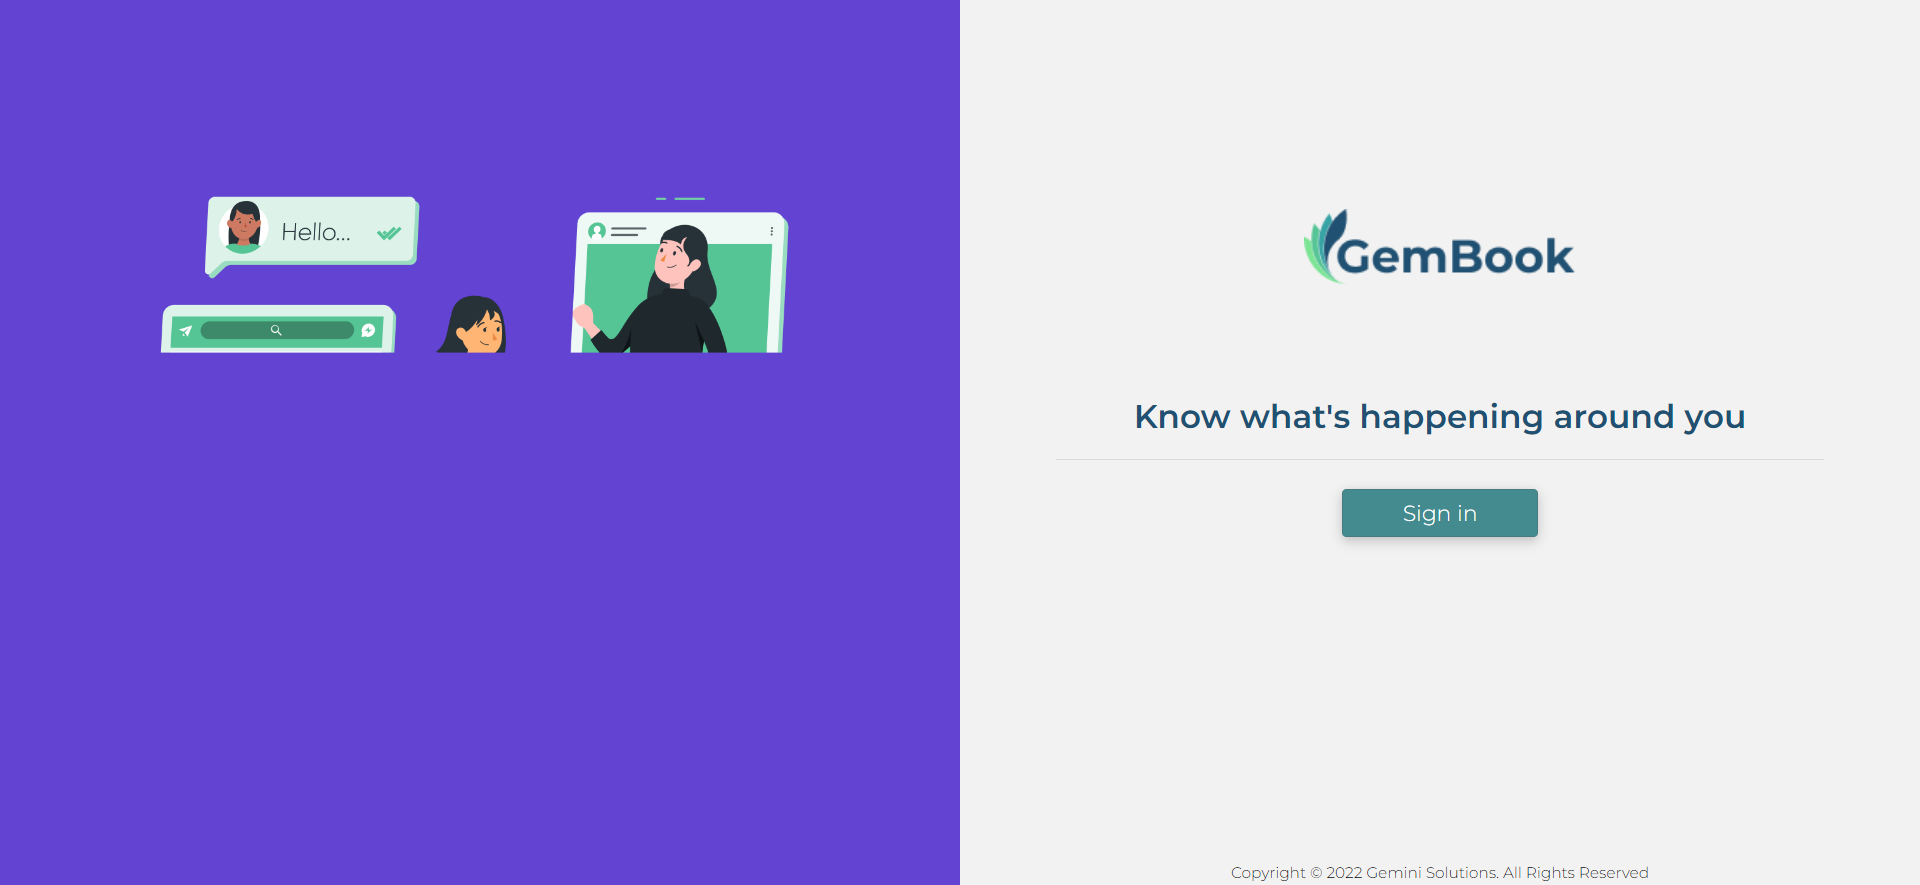 Hello...
GemBook
Know what's happening around you
Sign in
Copyright © 2022 Gemini Solutions. All Rights Reserved